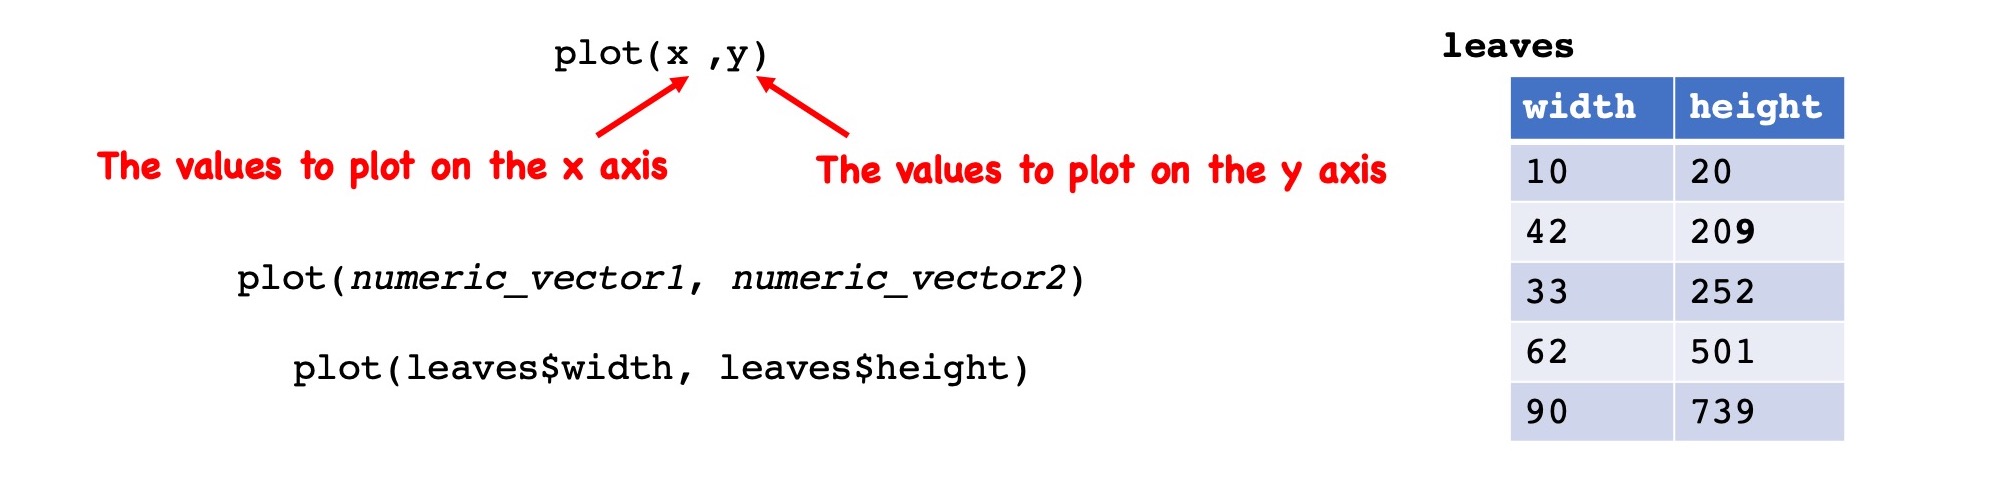 plot(x ,y)
The values to plot on the x axis
The values to plot on the y axis
plot(numeric_vector1, numeric_vector2)
plot(leaves$width, leaves$height)
leaves
width height
10 20
42 209
33 252
62 501
90 739